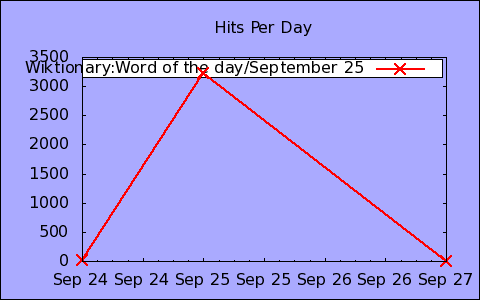 Hits Per Day
3500
Wiktionary:Word of the day/September 25
3000
2500
2000
1500
1000
500
0
Sep 24 Sep 24 Sep 25 Sep 25 Sep 26 Sep 26 Sep 27